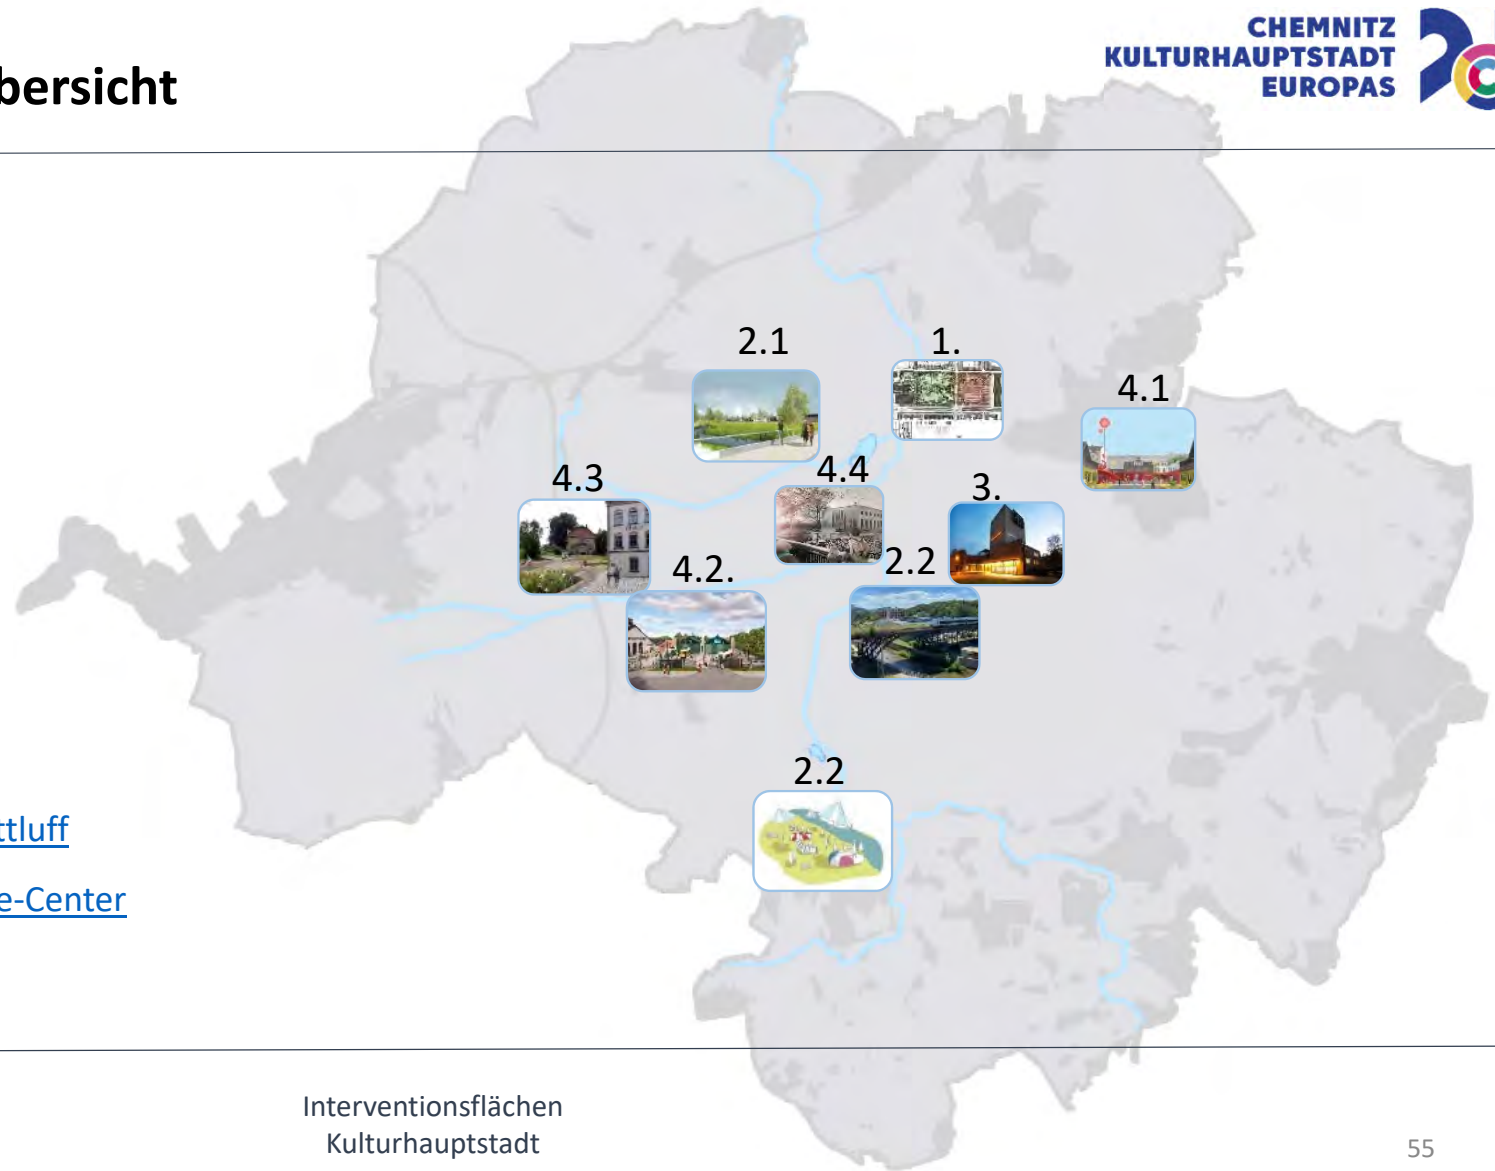 bersicht
CHEMNITZ
KULTURHAUPTSTADT
EUROPAS
2.1
1.
4.1
4.3
4.4
3.
4.2.
2.2
2.2
ttluff
e-Center
Interventionsflächen
Kulturhauptstadt
55